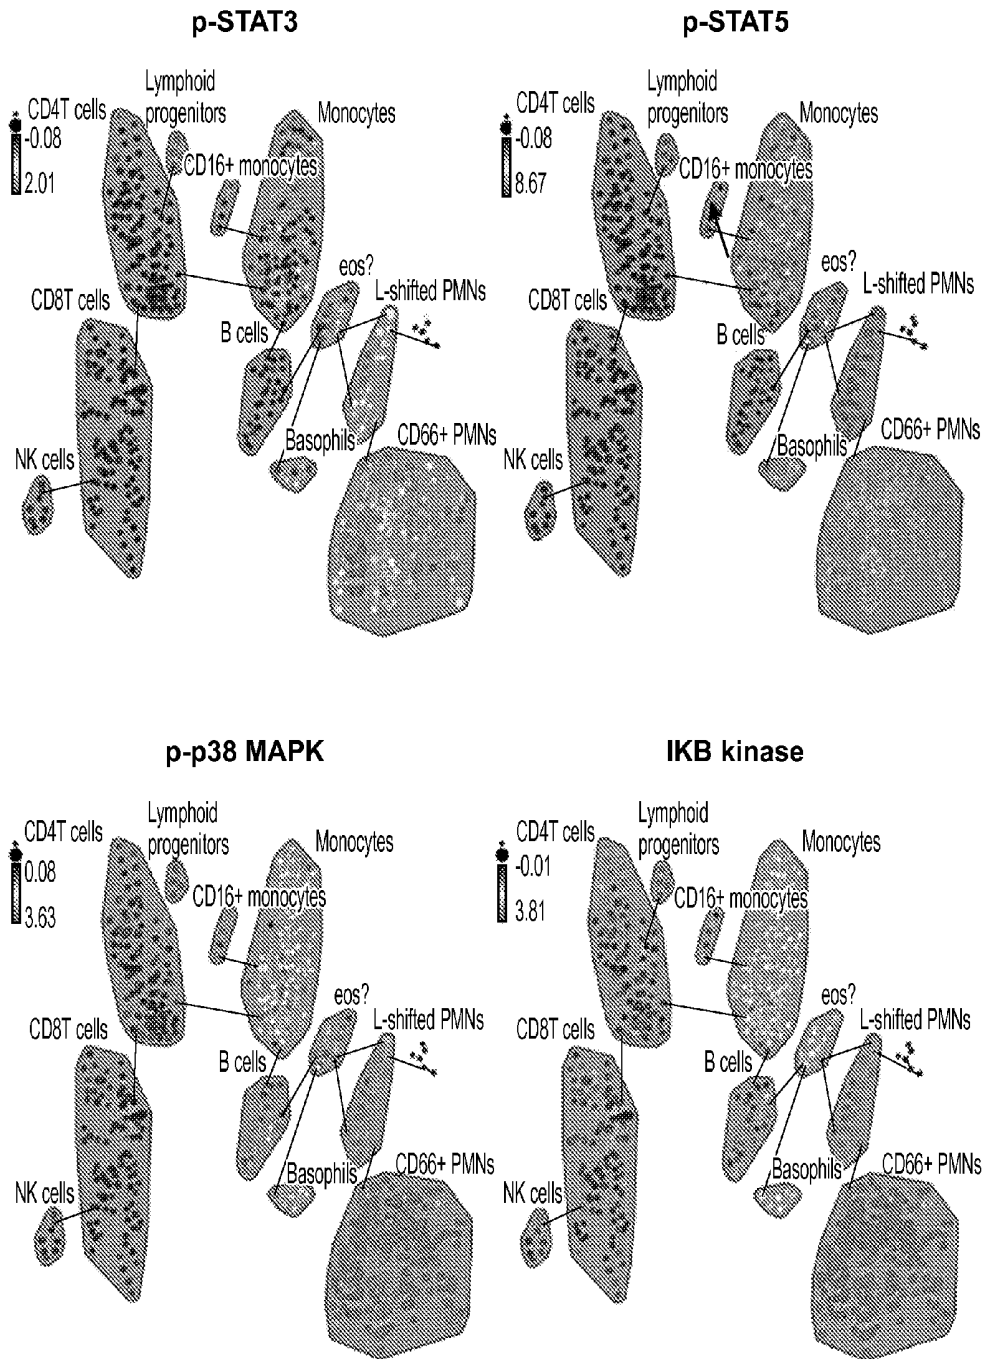 p-STAT3
Lymphoid
progenitors
CD4T cells
Monocytes
-0.08
2.01
CD16+ monocytes
eos?
L-shifted PMNs
CD8T cells
B cells
Basophils
CD66+ PMNs
NK cells
p-STAT5
Lymphoid
progenitors
CD4T cells
Monocytes
-0.08
8.67
CD16+ monocytes
eos?
L-shifted PMNs
CD8T cells
B cells
Basophils
CD66+ PMNs
NK cells
p-p38 MAPK
Lymphoid
progenitors
CD4T cells
Monocytes
0.08
3.63
CD16+ monocytes
eos?
L-shifted PMNs
CD8T cells
B cells
Basophils
CD66+ PMNs
NK cells
IKB kinase
Lymphoid
progenitors
CD4T cells
Monocytes
-0.01
3.81
CD16+ monocytes
eos?
L-shifted PMNs
CD8T cells
B cells
Basophils
CD66+ PMNs
NK cells